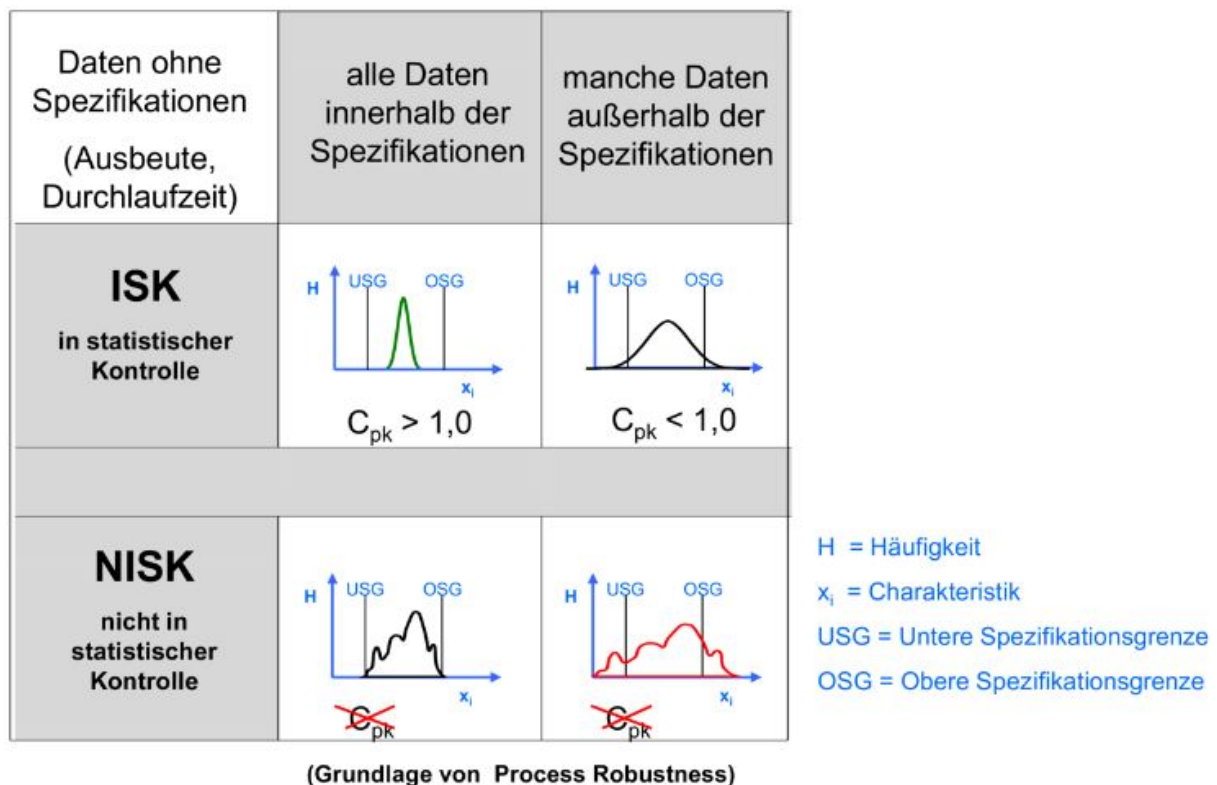 Daten ohne
Spezifikationen
(Ausbeute,
Durchlaufzeit)
alle Daten
innerhalb der
Spezifikationen
manche Daten
außerhalb der
Spezifikationen
ISK
in statistischer
Kontrolle
H
USG
OSG
xi
Cpk > 1,0
H
USG
OSG
xi
Cpk < 1,0
NISK
nicht in
statistischer
Kontrolle
H
USG
OSG
xi
Cpk
H
USG
OSG
xi
Cpk
H = Häufigkeit
xi = Charakteristik
USG = Untere Spezifikationsgrenze
OSG = Obere Spezifikationsgrenze
(Grundlage von Process Robustness)